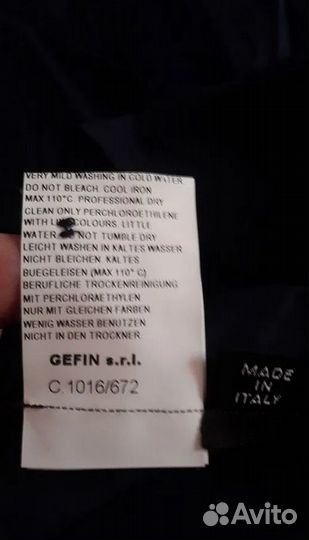 VERY MILD WASHING IN COLD WATER.
DO NOT BLEACH. COOL IRON
MAX 110°C. PROFESSIONAL DRY
CLEAN ONLY PERCHLOROETHILENE
WITH COLOURS. LITTLE
WATER. NOT TUMBLE DRY
LEICHT WASHEN IN KALTES WASSER
NICHT BLEICHEN. KALTES
BUEGELEISEN (MAX 110° C)
BERUFLICHE TROCKENREINIGUNG
MIT PERCHLORAETHYLEN
NUR MIT GLEICHEN FARBEN
WENIG WASSER BENUTZEN
NICHT IN DEN TROCKNER
GEFIN s.r.l.
C.1016/672
MADE
IN
ITALY
Avito